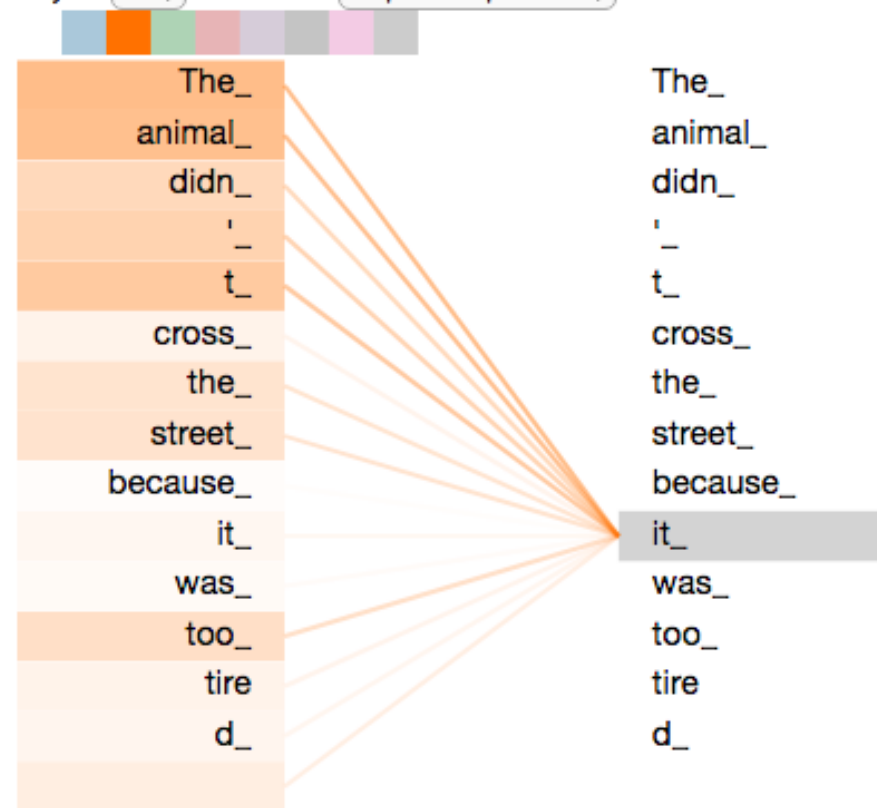 The_ The_
animal_ animal_
didn_ didn_
'_ '_
t_ t_
cross_ cross_
the_ the_
street_ street_
because_ because_
it_ it_
was_ was_
too_ too_
tire tire
d_ d_